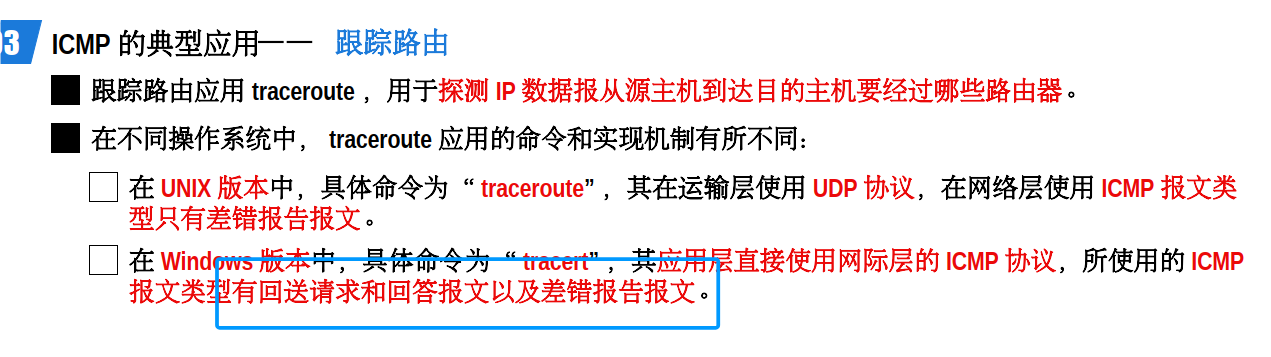 03 ICMP 的典型应用—— 跟踪路由
跟踪路由应用 traceroute ，用于探测 IP 数据报从源主机到达目的主机要经过哪些路由器。
在不同操作系统中， traceroute 应用的命令和实现机制有所不同：
在 UNIX 版本中，具体命令为 “ traceroute” ，其在运输层使用 UDP 协议，在网络层使用 ICMP 报文类
型只有差错报告报文。
在 Windows 版本中，具体命令为 “ tracert” ，其应用层直接使用网际层的 ICMP 协议，所使用的 ICMP
报文类型有回送请求和回答报文以及差错报告报文。